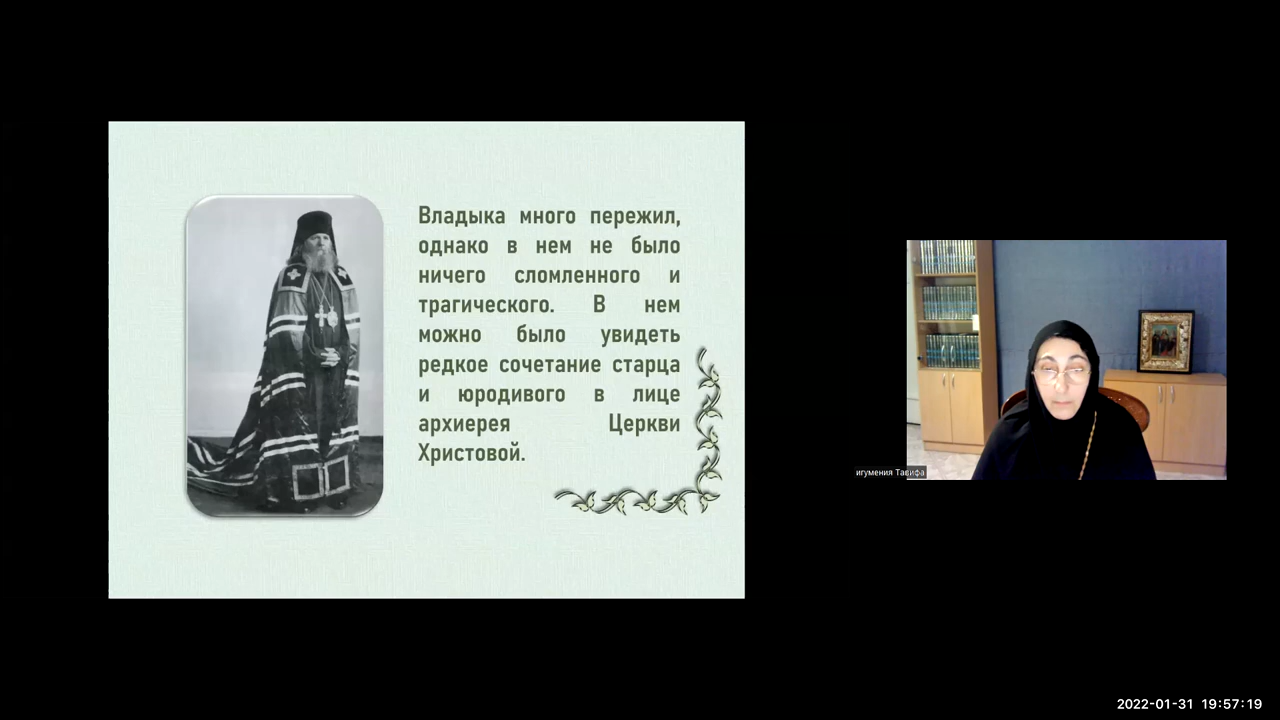 Владыка много пережил,
однако в нем не было
ничего сломленного и
трагического. В нем
можно было увидеть
редкое сочетание старца
и юродивого в лице
архиерея Церкви
Христовой.
игумения Тавифа
2022-01-31 19:57:19